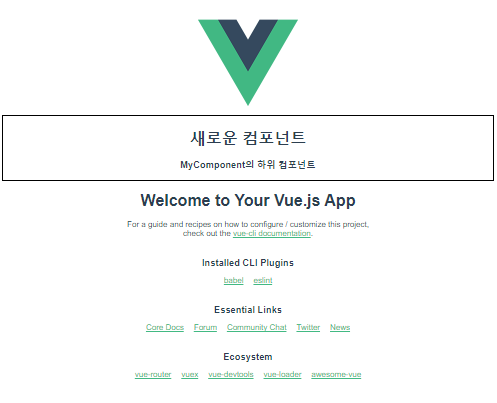 새로운 컴포넌트
MyComponent의 하위 컴포넌트
Welcome to Your Vue.js App
For a guide and recipes on how to configure / customize this project,
check out the vue-cli documentation.
Installed CLI Plugins
babel eslint
Essential Links
Core Docs Forum Community Chat Twitter News
Ecosystem
vue-router vuex vue-devtools vue-loader awesome-vue